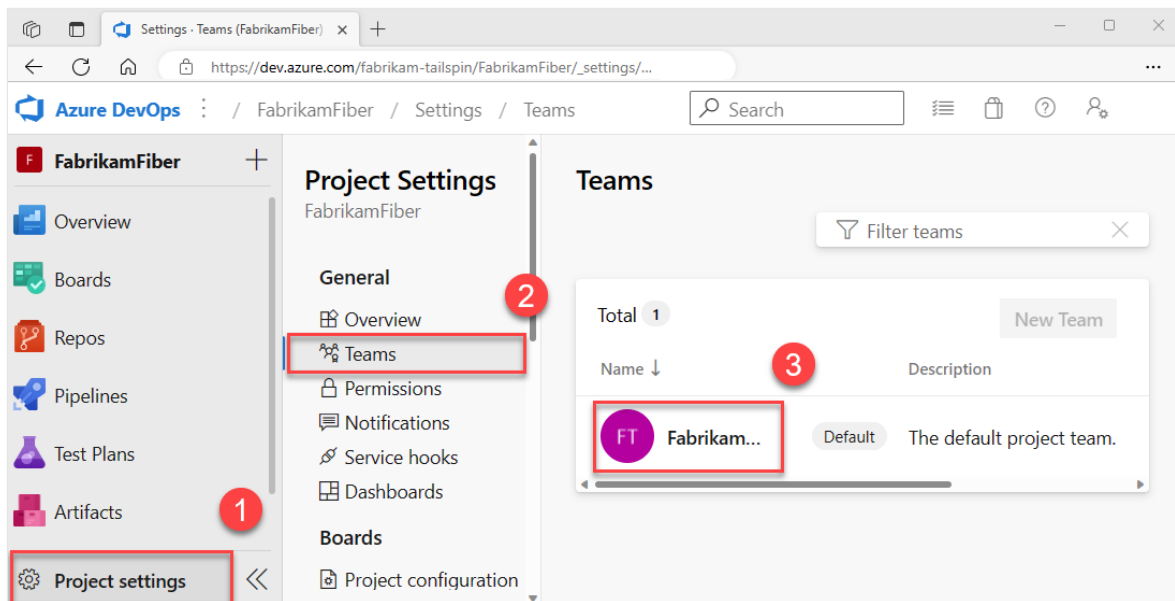 Settings · Teams (FabrikamFiber)
https://dev.azure.com/fabrikam-tailspin/FabrikamFiber/_settings/...
Azure DevOps / FabrikamFiber / Settings / Teams
Search
F FabrikamFiber
Overview
Boards
Repos
Pipelines
Test Plans
Artifacts
1
Project settings
Project Settings
FabrikamFiber
General
2
Overview
Teams
Permissions
Notifications
Service hooks
Dashboards
Boards
Project configuration
Teams
Filter teams
Total 1
New Team
Name ↓
3
Description
FT Fabrikam... Default The default project team.